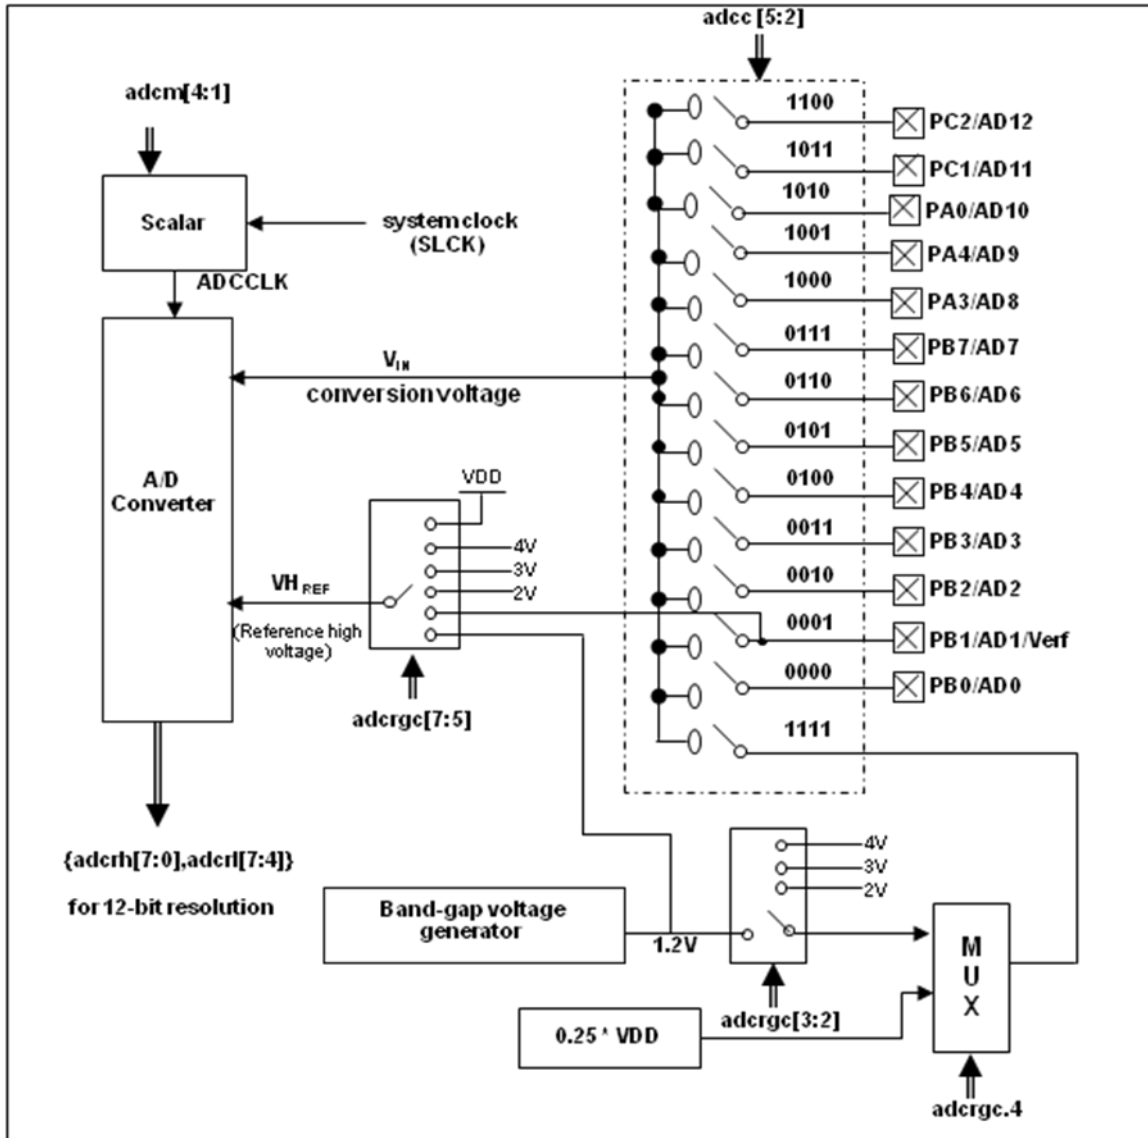 adcc [5:2]
adcm[4:1]
1100
PC2/AD12
1011
PC1/AD11
1010
PA0/AD10
Scalar
system clock
(SLCK)
1001
PA4/AD9
ADCCLK
1000
PA3/AD8
0111
PB7/AD7
VIN
conversion voltage
0110
PB6/AD6
0101
PB5/AD5
A/D
Converter
VDD
0100
PB4/AD4
4V
3V
2V
0011
PB3/AD3
VH REF
0010
PB2/AD2
(Reference high
voltage)
0001
PB1/AD1/Verf
0000
PB0/AD0
adcrgc[7:5]
1111
{adcrh[7:0],adcrl[7:4]}
for 12-bit resolution
4V
3V
2V
Band-gap voltage
generator
1.2V
M
U
X
adcrgc[3:2]
0.25 * VDD
adcrgc.4